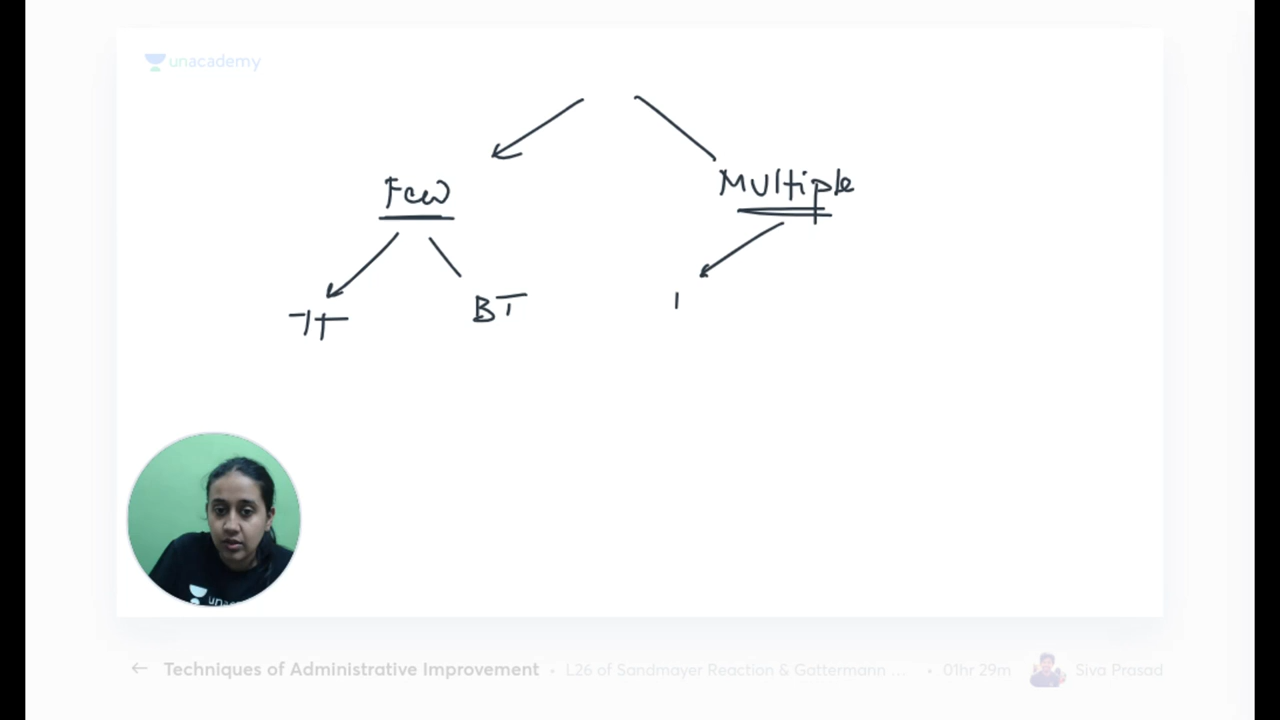 unacademy
Few Multiple
TT BT I
← Techniques of Administrative Improvement • L26 of Sandmayer Reaction & Gattermann ... • 01hr 29m Siva Prasad